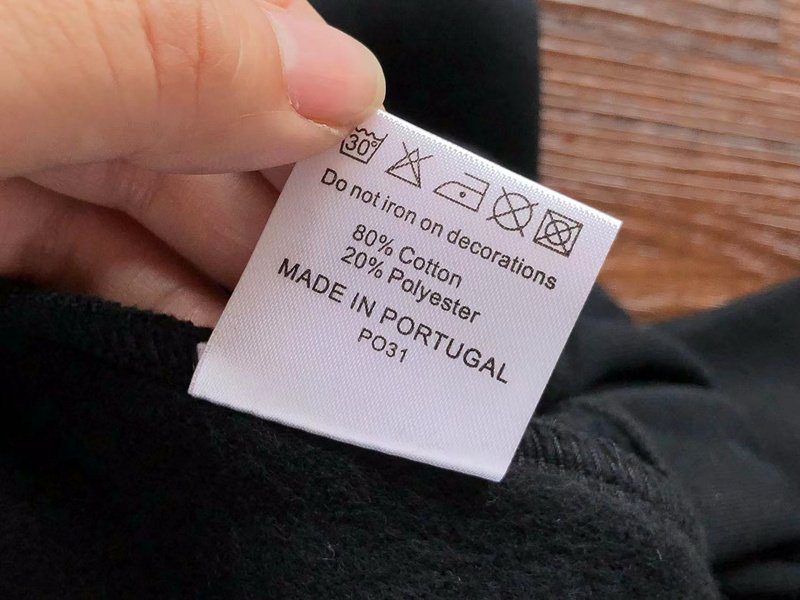 30°
Do not iron on decorations
80% Cotton
20% Polyester
MADE IN PORTUGAL
PO31